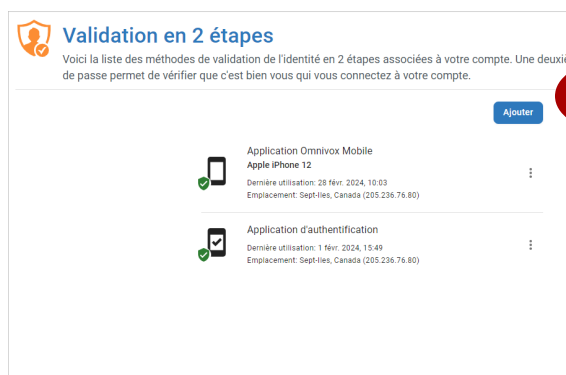 Validation en 2 étapes
Voici la liste des méthodes de validation de l'identité en 2 étapes associées à votre compte. Une
de passe permet de vérifier que c'est bien vous qui vous connectez à votre compte.
Ajouter
Application Omnivox Mobile
Apple iPhone 12
Dernière utilisation: 28 févr. 2024, 10:03
Emplacement: Sept-Iles, Canada (205.236.76.80)
Application d'authentification
Dernière utilisation: 1 févr. 2024, 15:49
Emplacement: Sept-Iles, Canada (205.236.76.80)